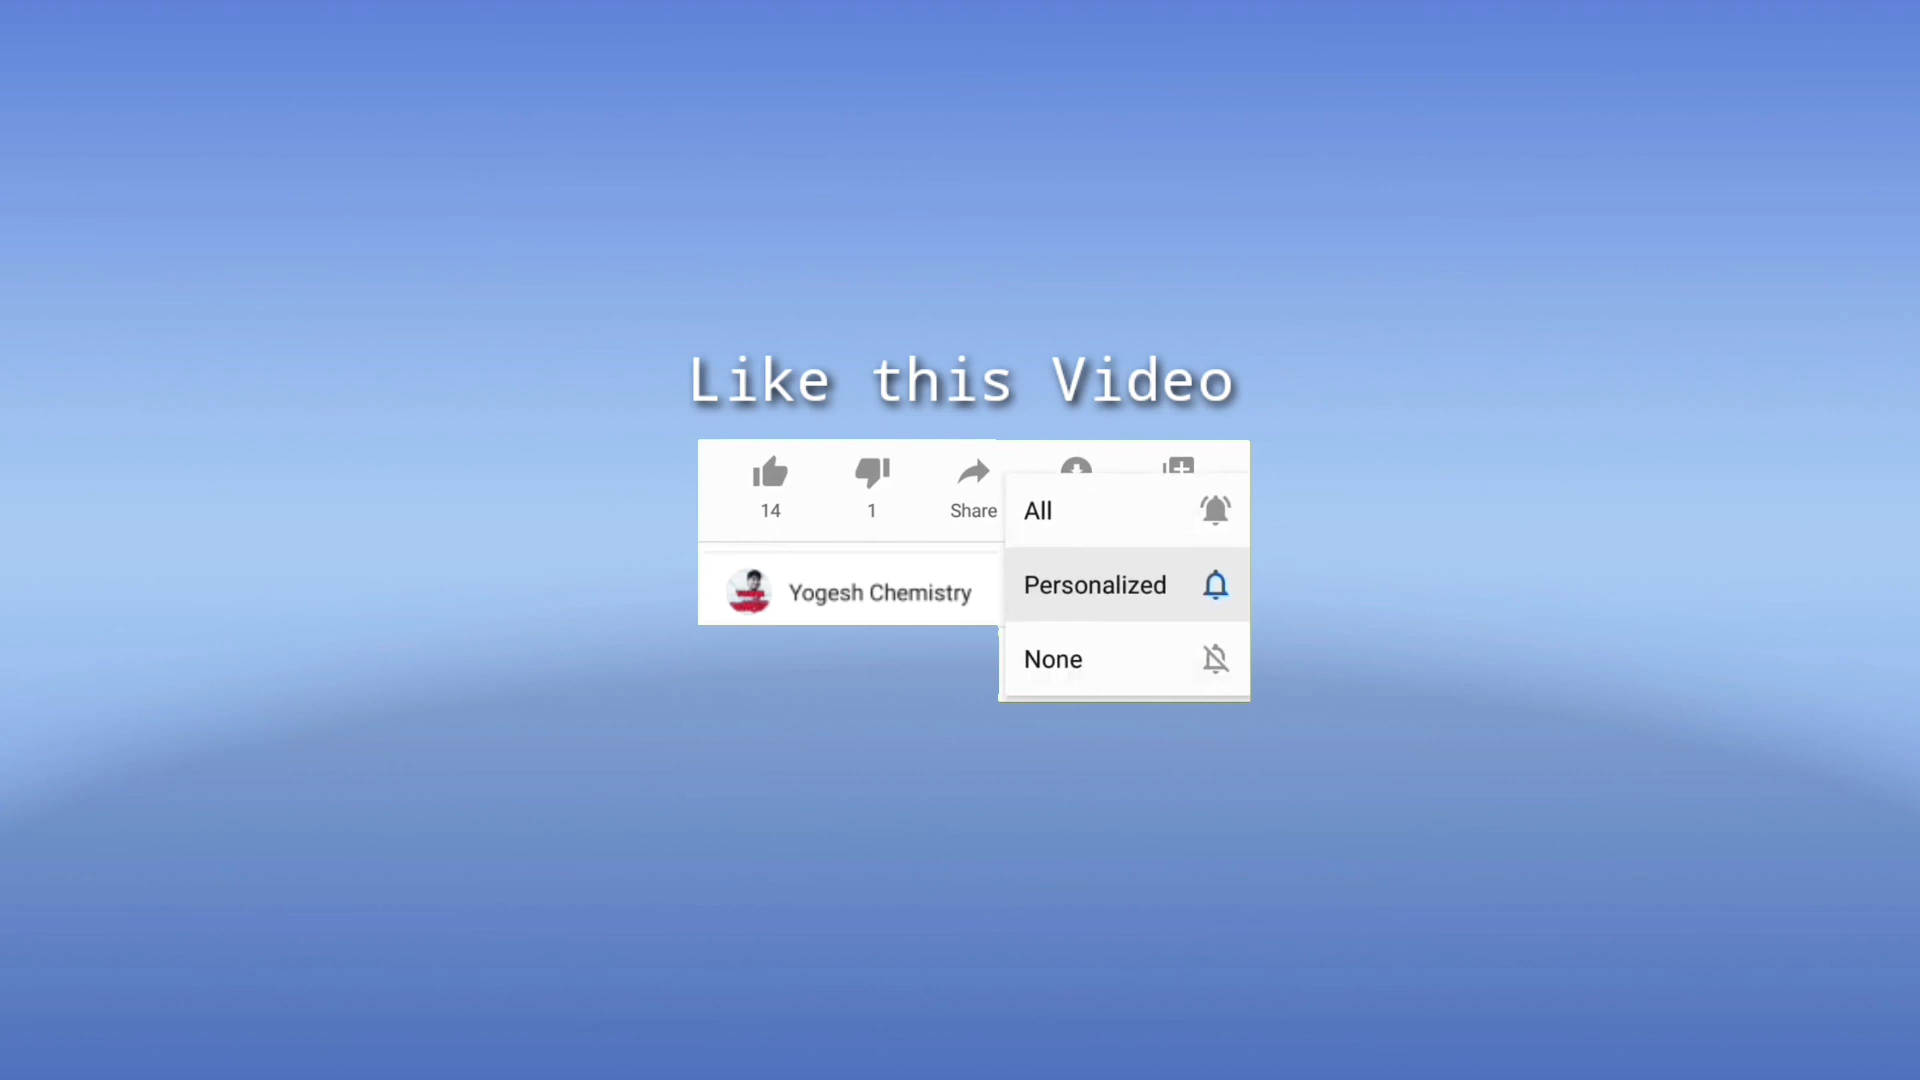 Like this Video
14 1 Share
All
Yogesh Chemistry
Personalized
None